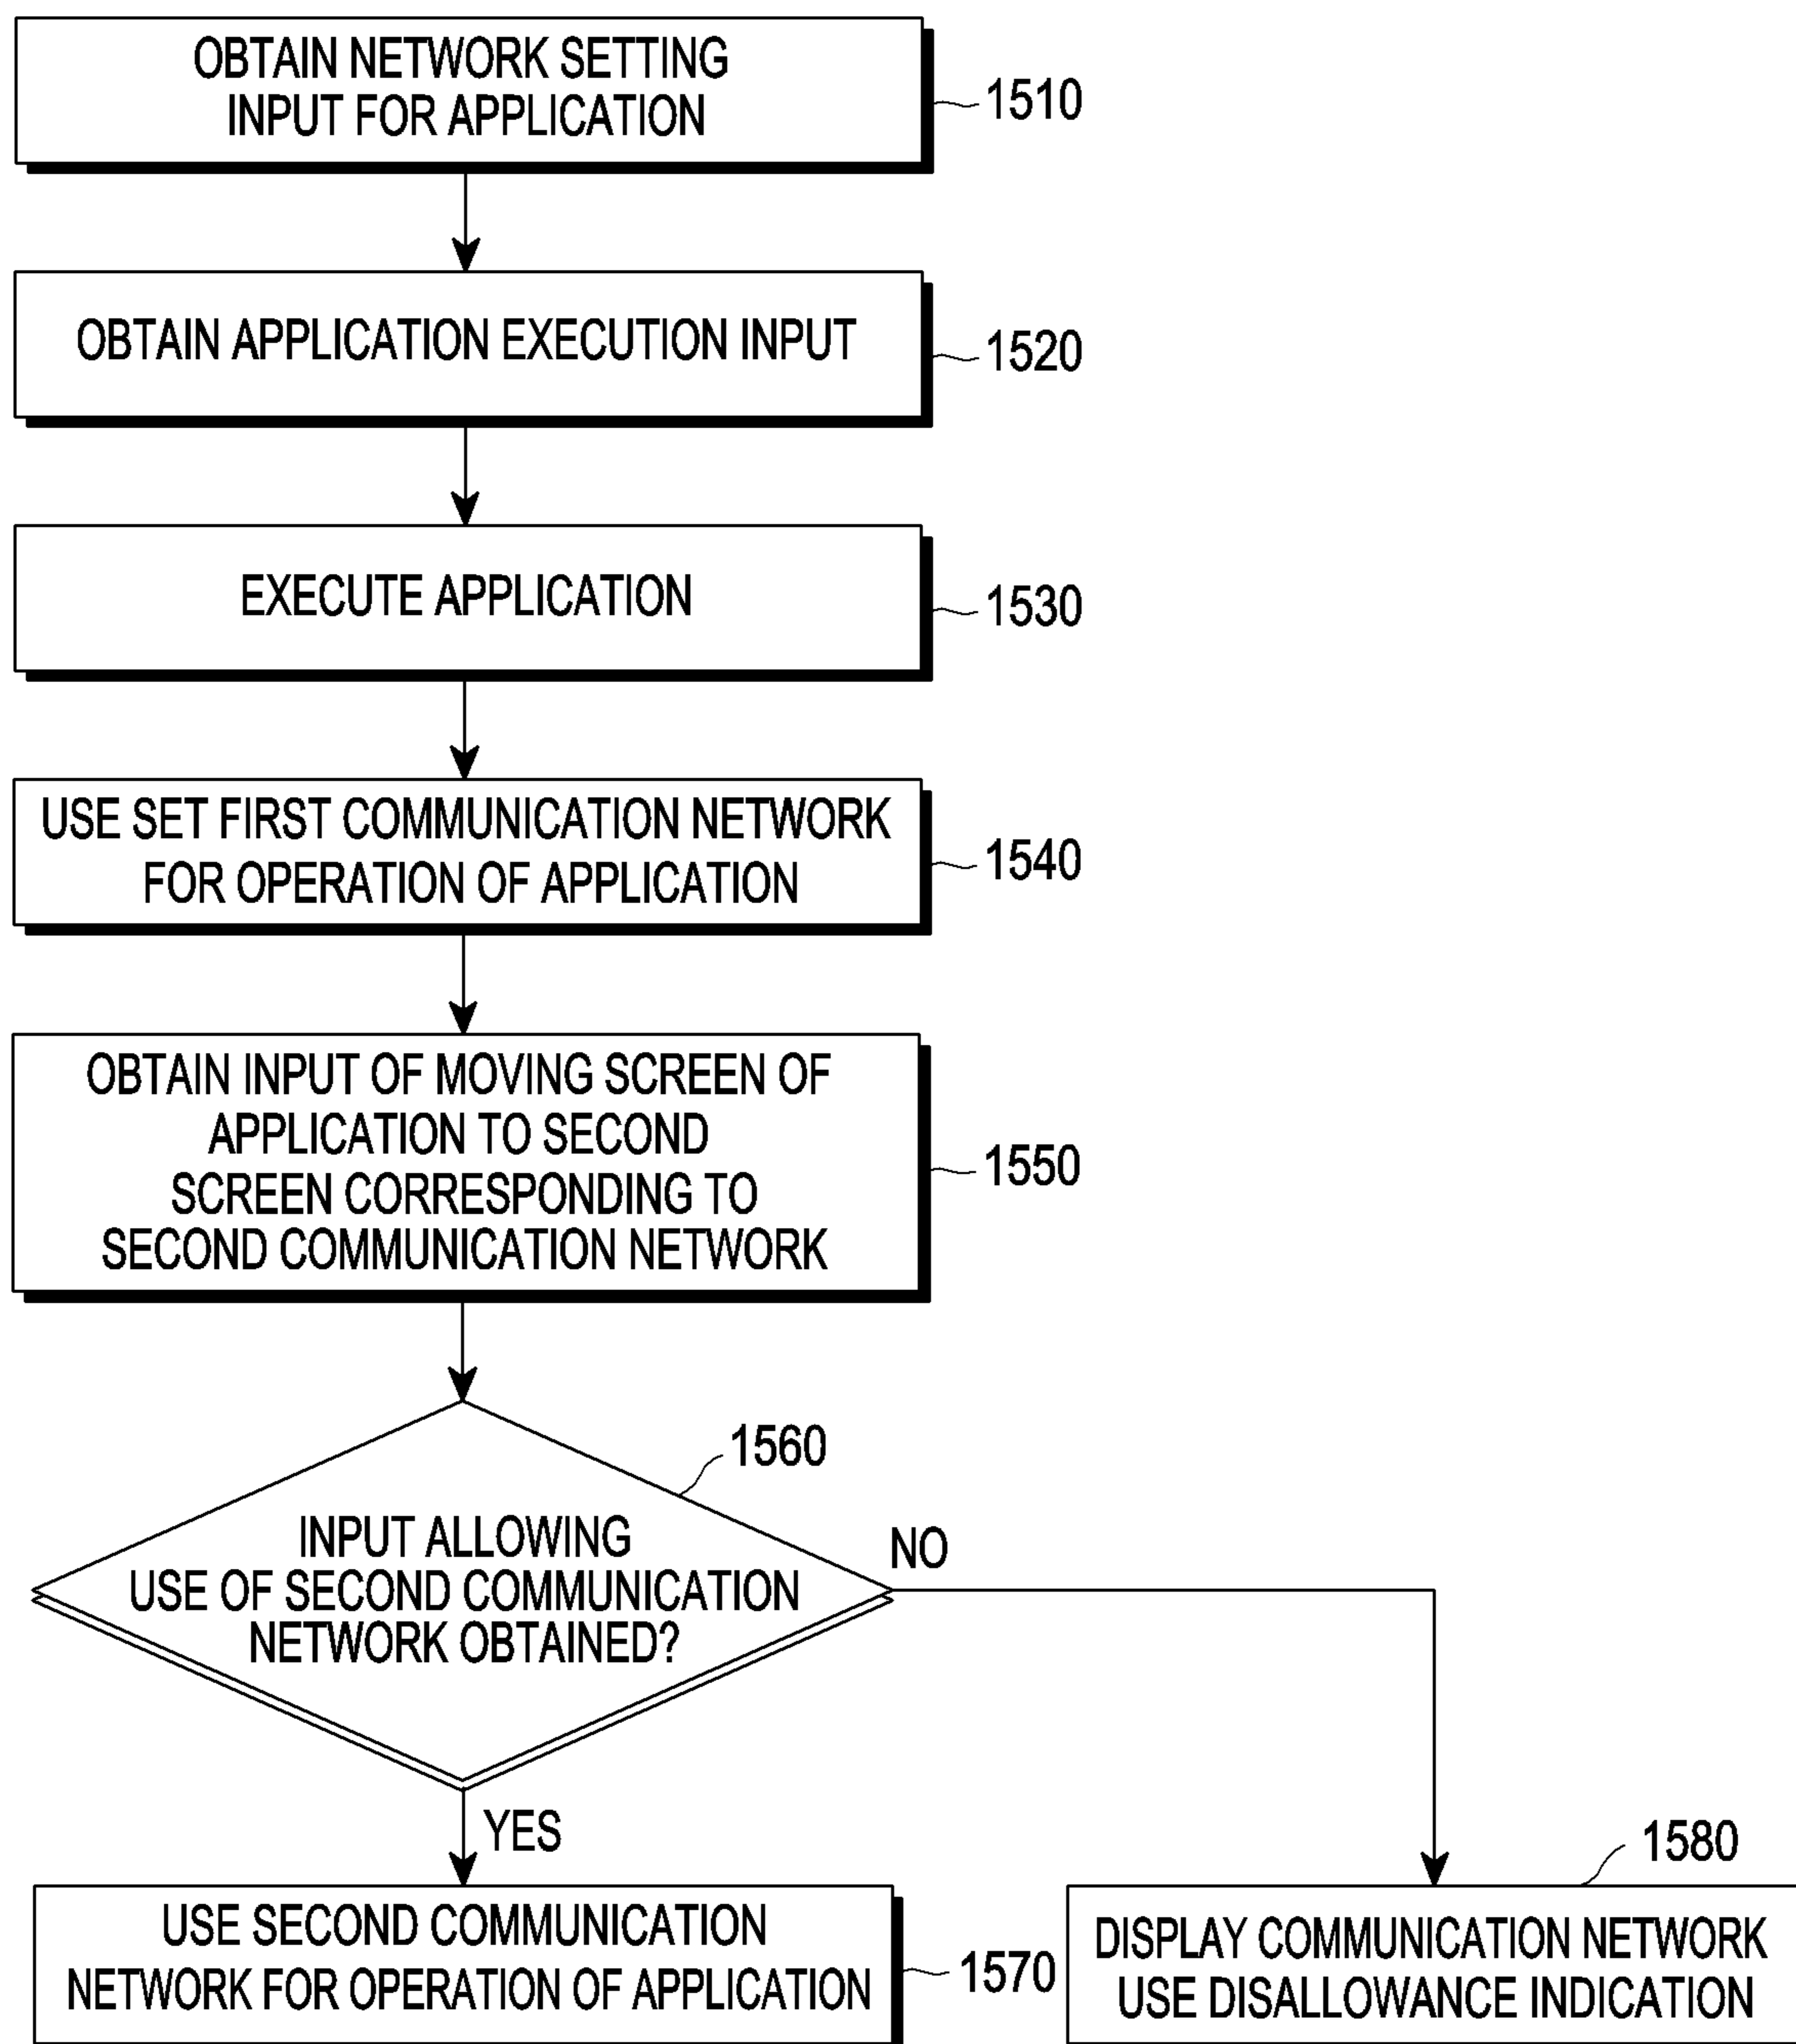 OBTAIN NETWORK SETTING
INPUT FOR APPLICATION
1510
OBTAIN APPLICATION EXECUTION INPUT
1520
EXECUTE APPLICATION
1530
USE SET FIRST COMMUNICATION NETWORK
FOR OPERATION OF APPLICATION
1540
OBTAIN INPUT OF MOVING SCREEN OF
APPLICATION TO SECOND
SCREEN CORRESPONDING TO
SECOND COMMUNICATION NETWORK
1550
1560
INPUT ALLOWING
USE OF SECOND COMMUNICATION
NETWORK OBTAINED?
NO
YES
USE SECOND COMMUNICATION
NETWORK FOR OPERATION OF APPLICATION
1570
1580
DISPLAY COMMUNICATION NETWORK
USE DISALLOWANCE INDICATION